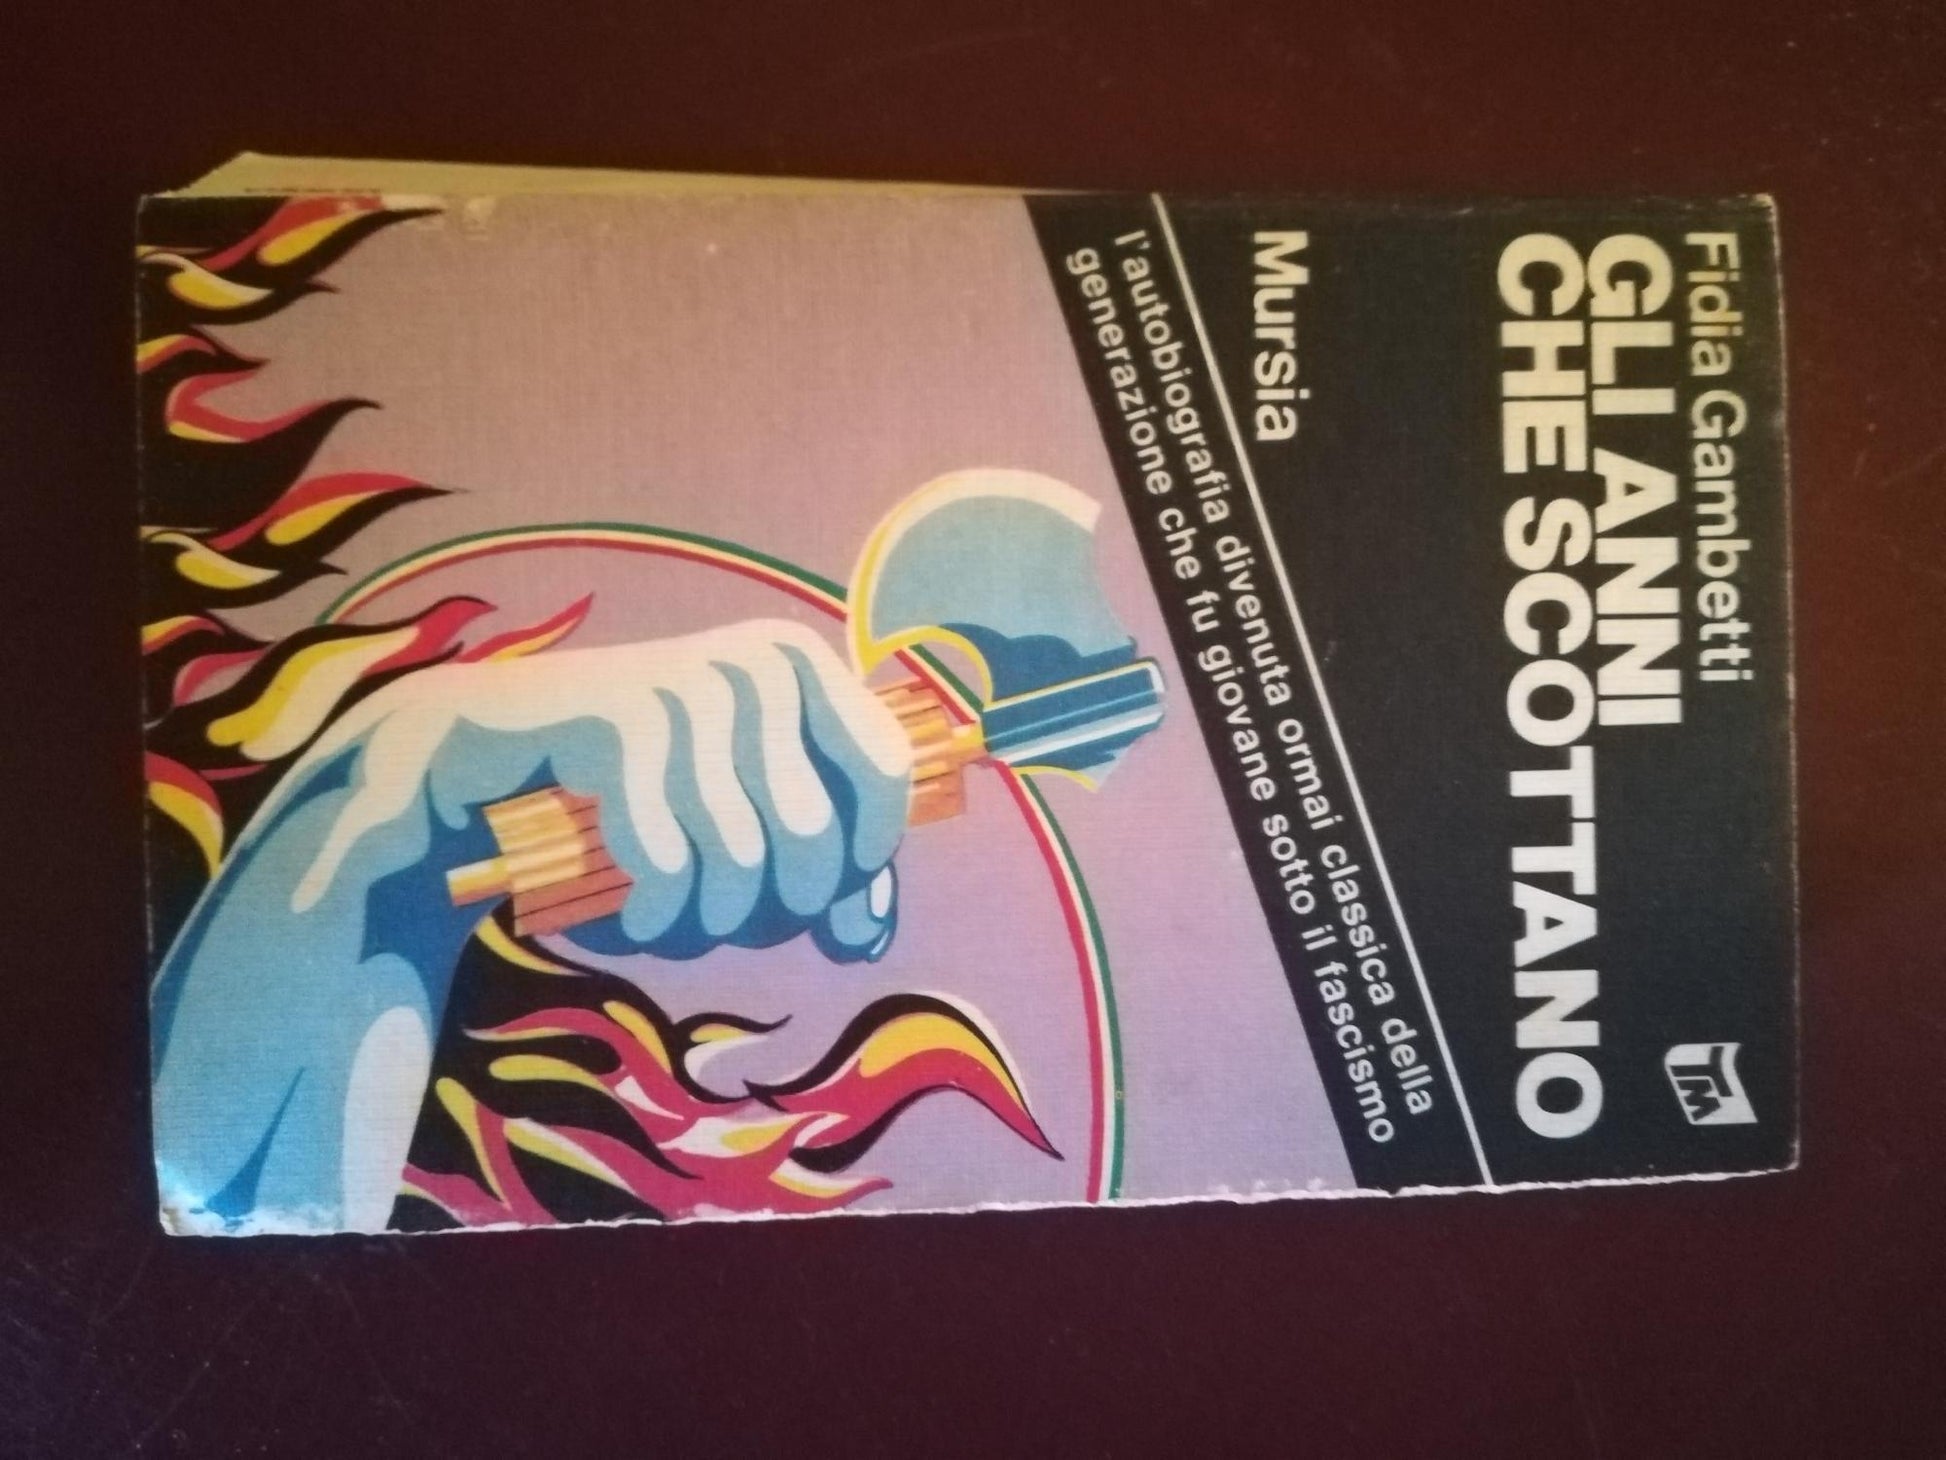 Fidia Gambetti
GLI ANNI
CHE SCOTTANO
TM
Mursia
l'autobiografia divenuta ormai classica della
generazione che fu giovane sotto il fascismo